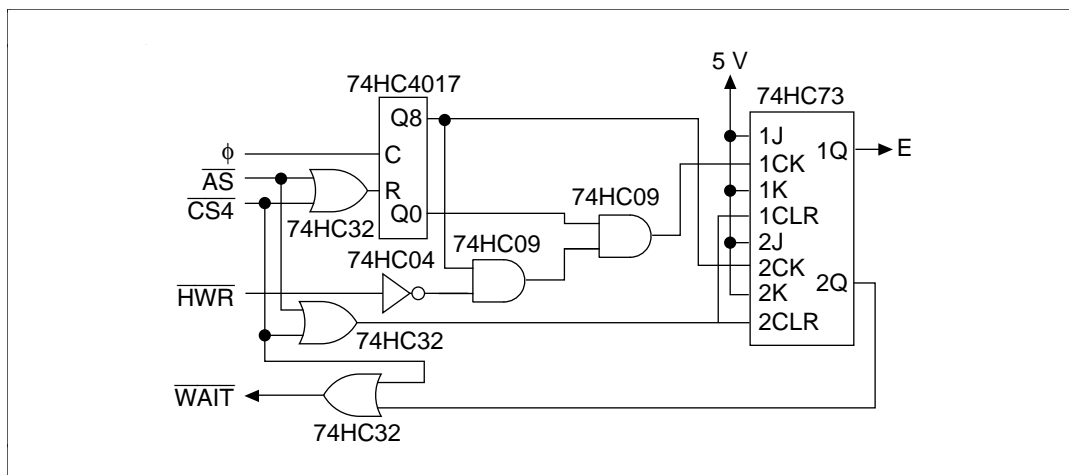 5 V
74HC4017
74HC73
Q8
1J
1Q
E
ϕ
C
1CK
AS
R
74HC09
1K
CS4
Q0
1CLR
74HC32
74HC09
2J
74HC04
2CK
HWR
2K
2Q
74HC32
2CLR
WAIT
74HC32